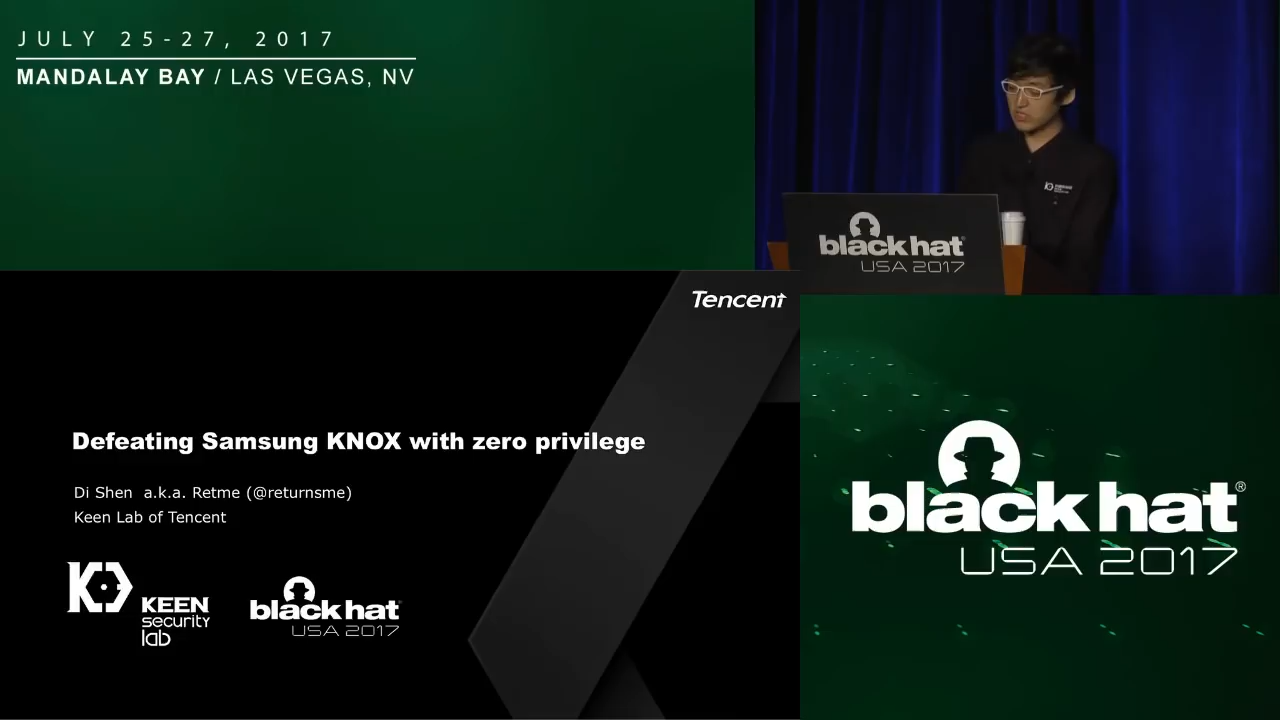 JULY 25-27, 2017
MANDALAY BAY / LAS VEGAS, NV
black hat
USA 2017
Tencent
Defeating Samsung KNOX with zero privilege
Di Shen a.k.a. Retme (@returnsme)
Keen Lab of Tencent
KEEN
security
lab
black hat
USA 2017
black hat®
USA 2017